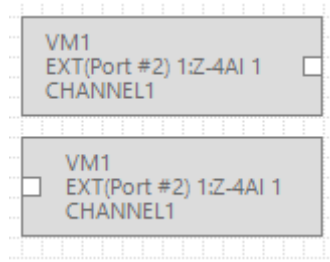 VM1
EXT(Port #2) 1:Z-4AI 1
CHANNEL1
VM1
EXT(Port #2) 1:Z-4AI 1
CHANNEL1